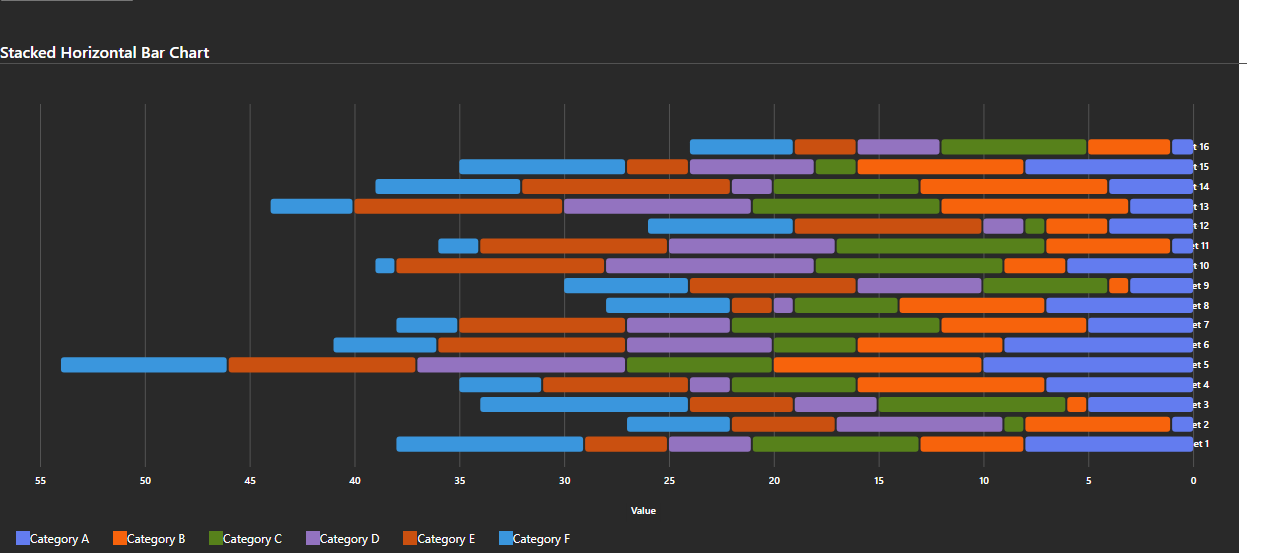 Stacked Horizontal Bar Chart
t 16
t 15
t 14
t 13
t 12
et 11
t 10
et 9
et 8
et 7
et 6
et 5
et 4
et 3
et 2
et 1
55 50 45 40 35 30 25 20 15 10 5 0
Value
Category A Category B Category C Category D Category E Category F